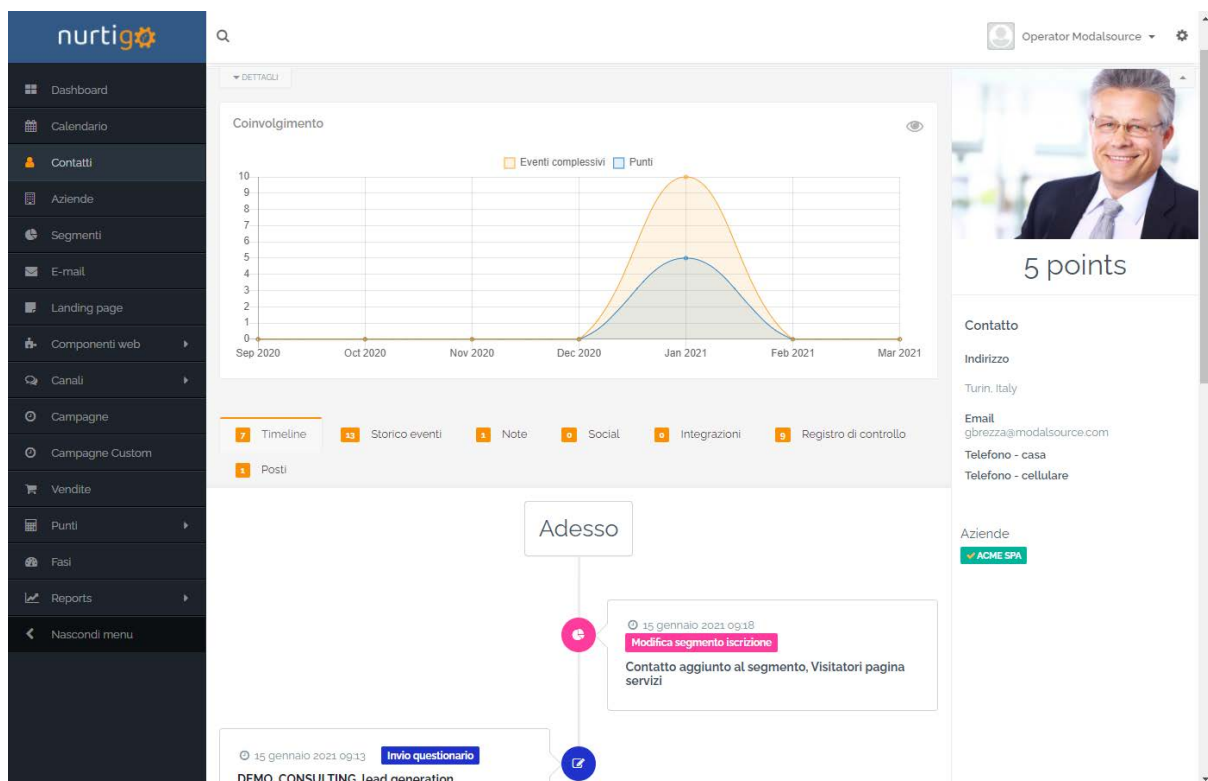 nurtigo
Operator Modalsource
Dashboard
Calendario
Contatti
Aziende
Segmenti
E-mail
Landing page
Componenti web
Canali
Campagne
Campagne Custom
Vendite
Punti
Fasi
Reports
Nascondi menu
DETTAGLI
Coinvolgimento
Eventi complessivi Punti
10
9
8
7
6
5
4
3
2
1
0
Sep 2020 Oct 2020 Nov 2020 Dec 2020 Jan 2021 Feb 2021 Mar 2021
7 Timeline 13 Storico eventi 1 Note 0 Social 0 Integrazioni 9 Registro di controllo
1 Posti
Adesso
15 gennaio 2021 09:18
Modifica segmento iscrizione
Contatto aggiunto al segmento, Visitatori pagina
servizi
15 gennaio 2021 09:13 Invio questionario
DEMO_CONSULTING_lead generation
5 points
Contatto
Indirizzo
Turin, Italy
Email
gbrezza@modalsource.com
Telefono - casa
Telefono - cellulare
Aziende
ACME SPA